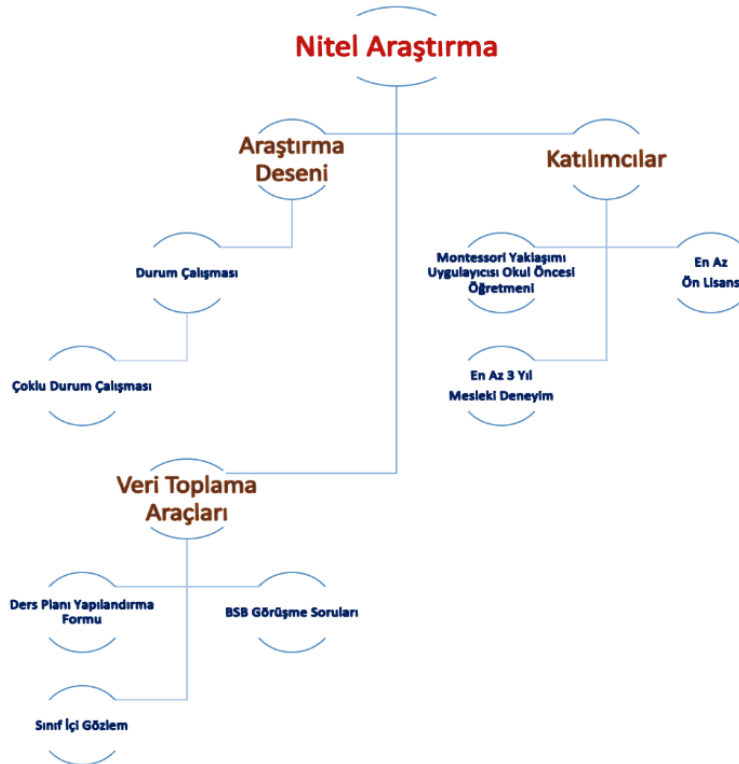 Nitel Araştırma
Araştırma
Deseni
Katılımcılar
Durum Çalışması
Montessori Yaklaşımı
Uygulayıcısı Okul Öncesi
Öğretmeni
En Az
Ön Lisans
Çoklu Durum Çalışması
En Az 3 Yıl
Mesleki Deneyim
Veri Toplama
Araçları
Ders Planı Yapılandırma
Formu
BSB Görüşme Soruları
Sınıf İçi Gözlem